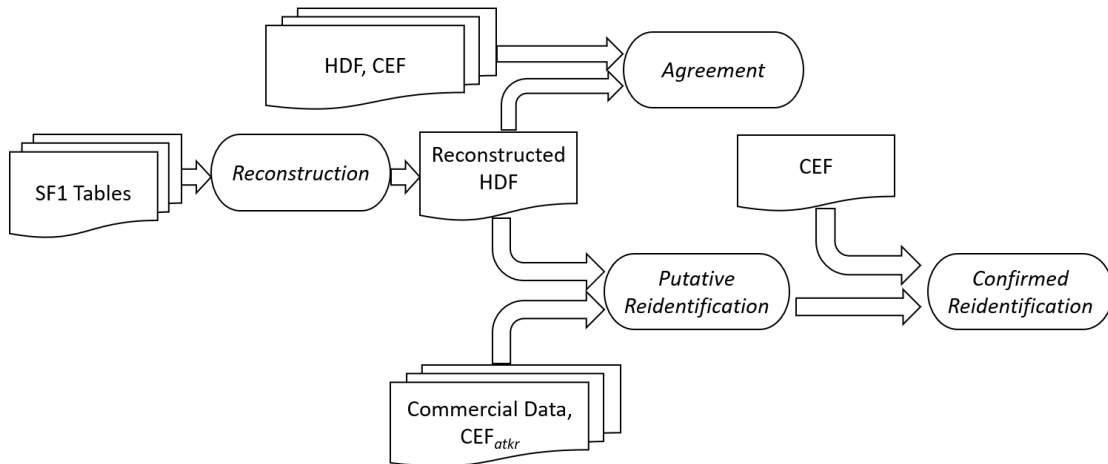 HDF, CEF
Agreement
SF1 Tables
Reconstruction
Reconstructed
HDF
CEF
Putative
Reidentification
Confirmed
Reidentification
Commercial Data,
CEFatkr